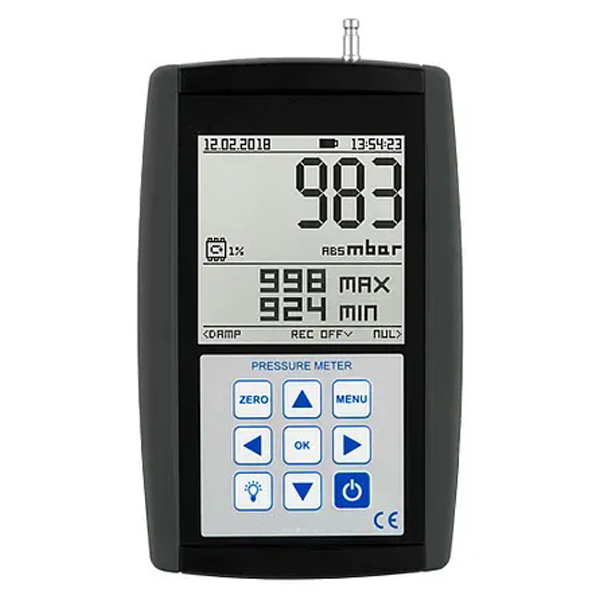 12.02.2018 13:54:23
983
1% ABS mbar
998 MAX
924 MIN
<DAMP REC OFF NUL>
PRESSURE METER
ZERO MENU
OK
CE